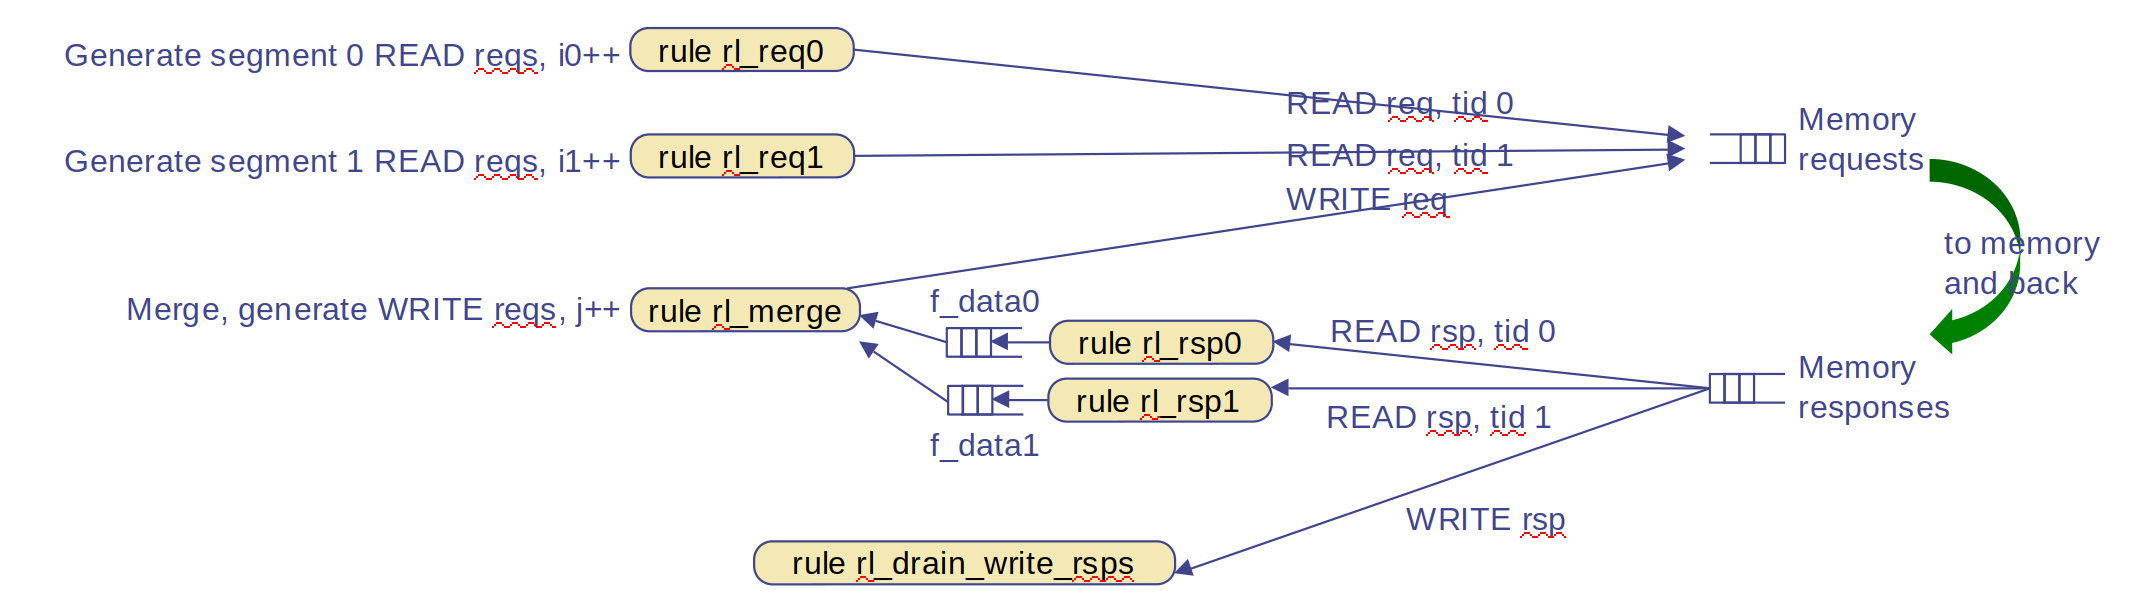 Generate segment 0 READ reqs, i0++
rule rl_req0
READ req, tid 0
Memory
requests
Generate segment 1 READ reqs, i1++
rule rl_req1
READ req, tid 1
WRITE req
to memory
and back
Merge, generate WRITE reqs, j++
rule rl_merge
f_data0
rule rl_rsp0
READ rsp, tid 0
Memory
responses
rule rl_rsp1
READ rsp, tid 1
f_data1
WRITE rsp
rule rl_drain_write_rsps